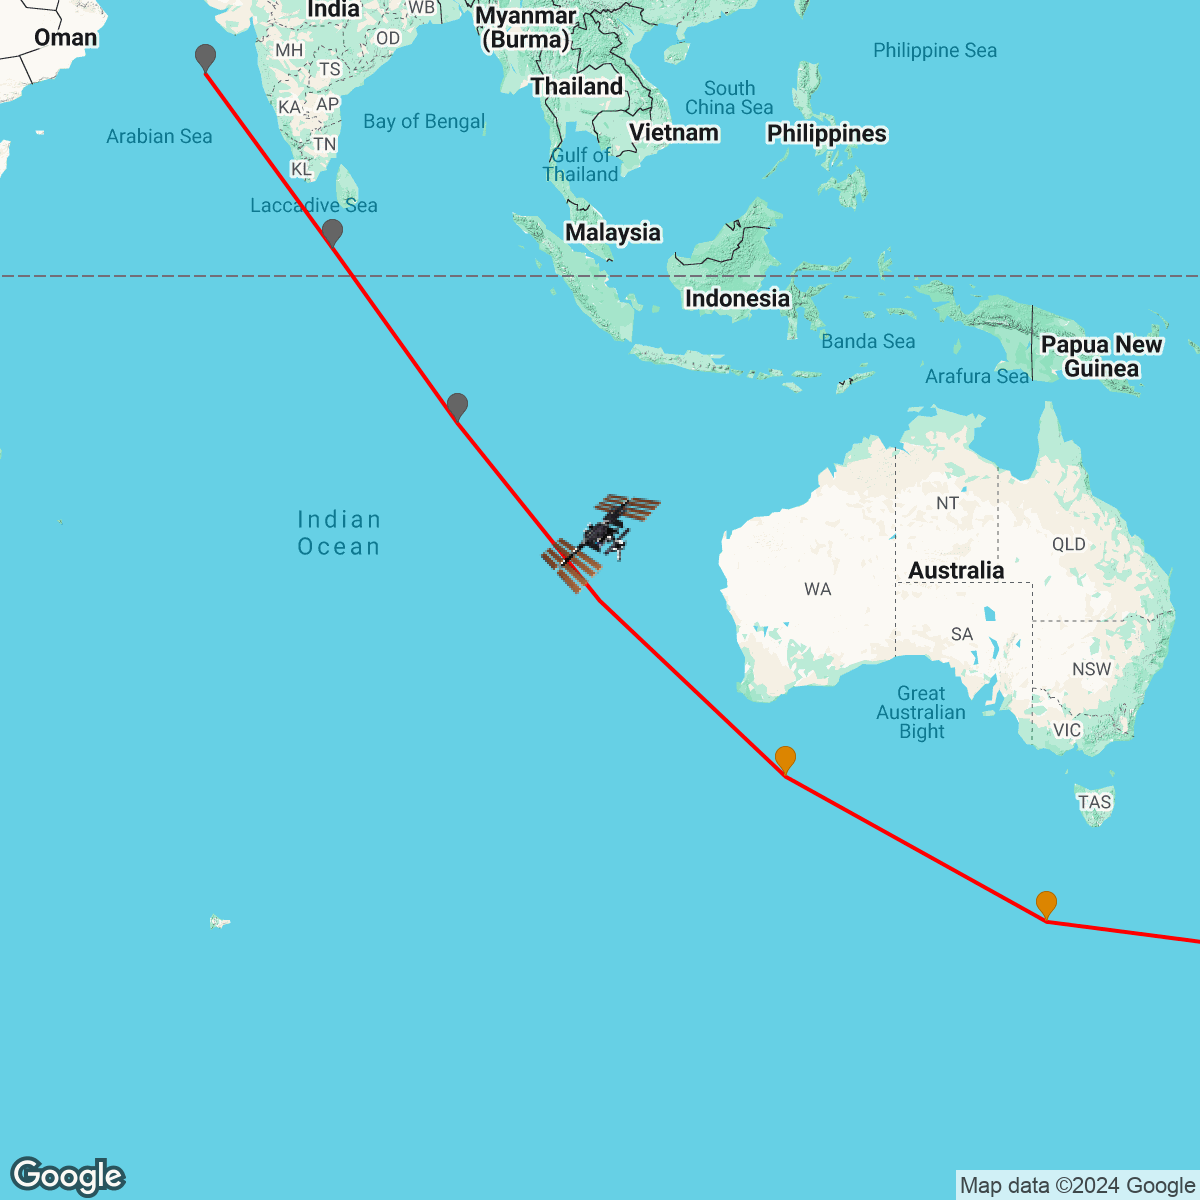 India
WB
Myanmar
(Burma)
Oman
MH
OD
Philippine Sea
TS
Thailand
South
China Sea
KA
AP
Arabian Sea
Bay of Bengal
Vietnam
Philippines
TN
Gulf of
Thailand
KL
Laccadive Sea
Malaysia
Indonesia
Banda Sea
Papua New
Guinea
Arafura Sea
NT
Indian
Ocean
QLD
Australia
WA
SA
NSW
Great
Australian
Bight
VIC
TAS
Google
Map data ©2024 Google